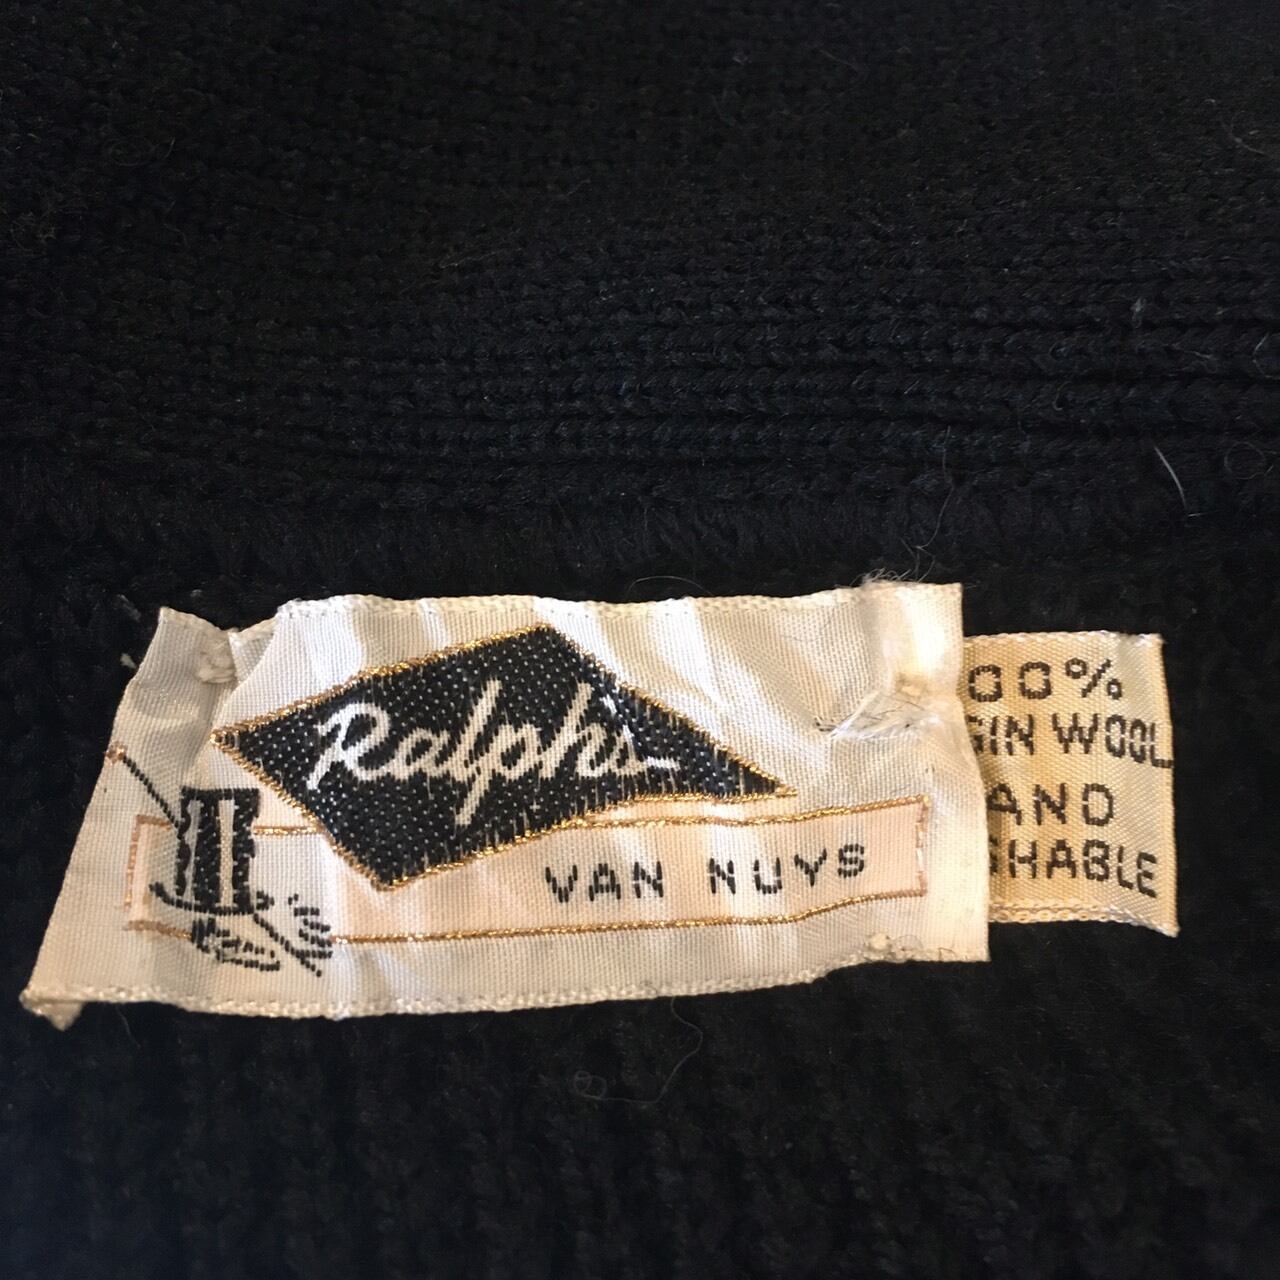 Ralph's
VAN NUYS
00%
GIN WOOL
AND
SHABLE